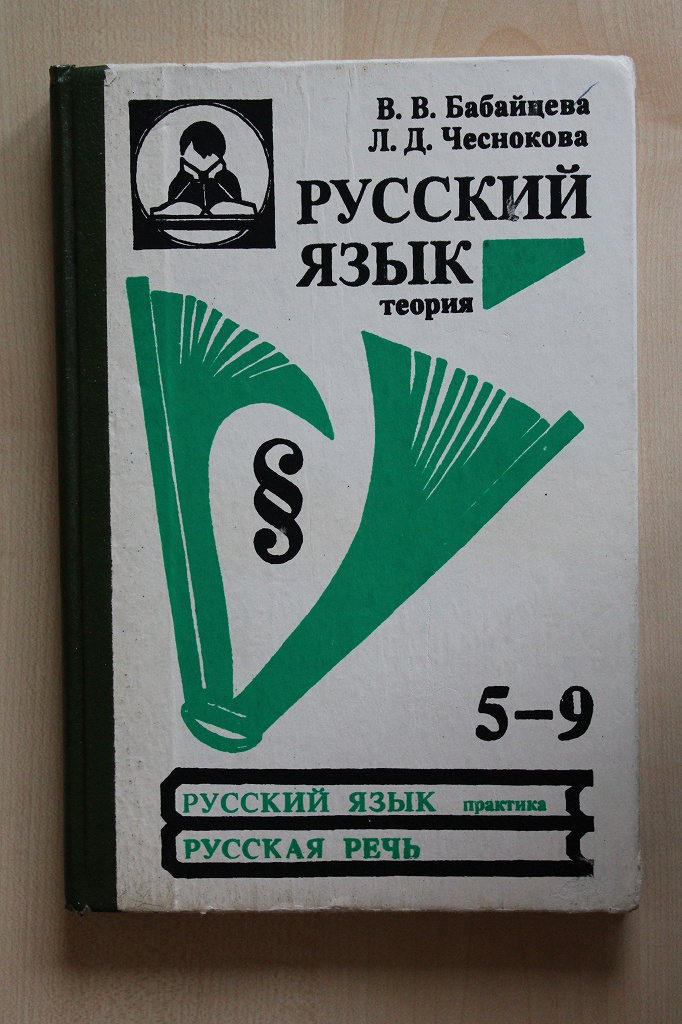 В. В. Бабайцева
Л. Д. Чеснокова
РУССКИЙ
ЯЗЫК
теория
§
5–9
РУССКИЙ ЯЗЫК практика
РУССКАЯ РЕЧЬ